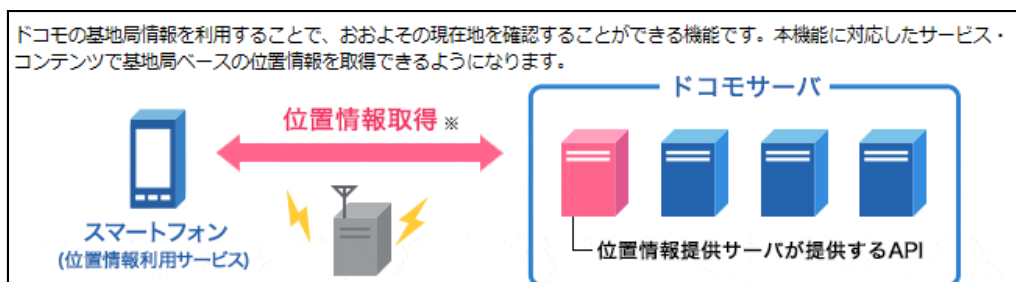 ドコモの基地局情報を利用することで、おおよその現在地を確認することができる機能です。本機能に対応したサービス・
コンテンツで基地局ベースの位置情報を取得できるようになります。
ドコモサーバ
位置情報取得 ※
スマートフォン
(位置情報利用サービス)
位置情報提供サーバが提供するAPI